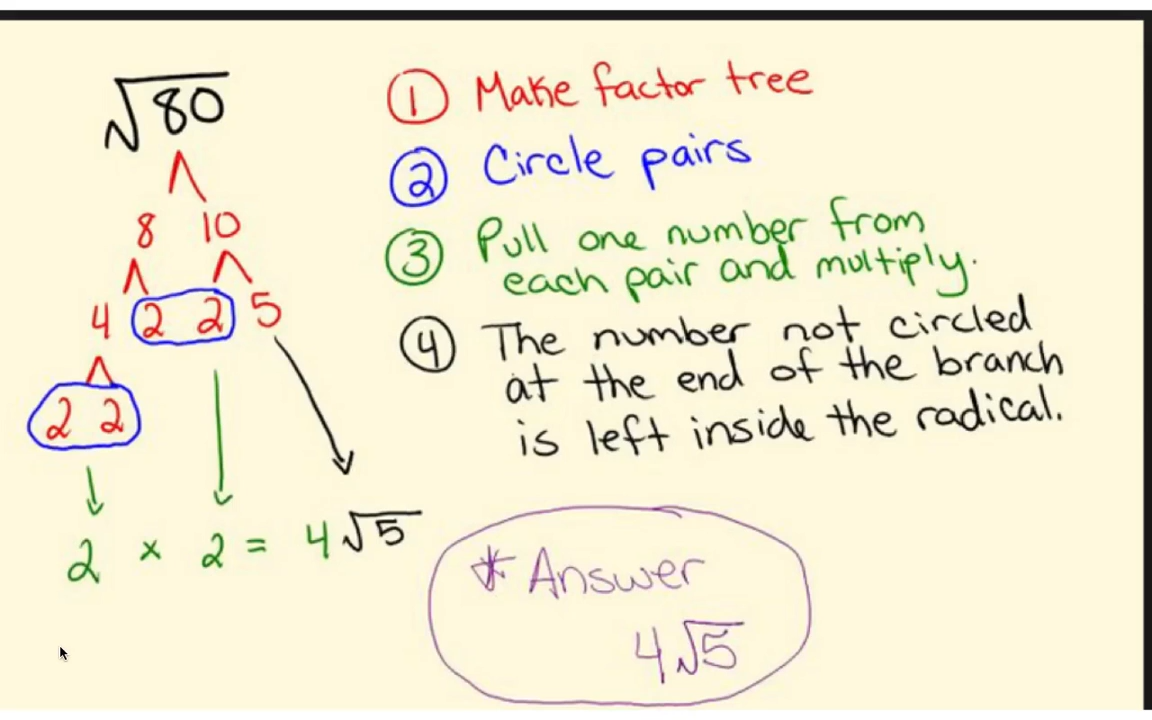 √80
8 10
4 2 2 5
2 2
2 × 2 = 4√5
① Make factor tree
② Circle pairs
③ Pull one number from
each pair and multiply.
④ The number not circled
at the end of the branch
is left inside the radical.
* Answer
4√5